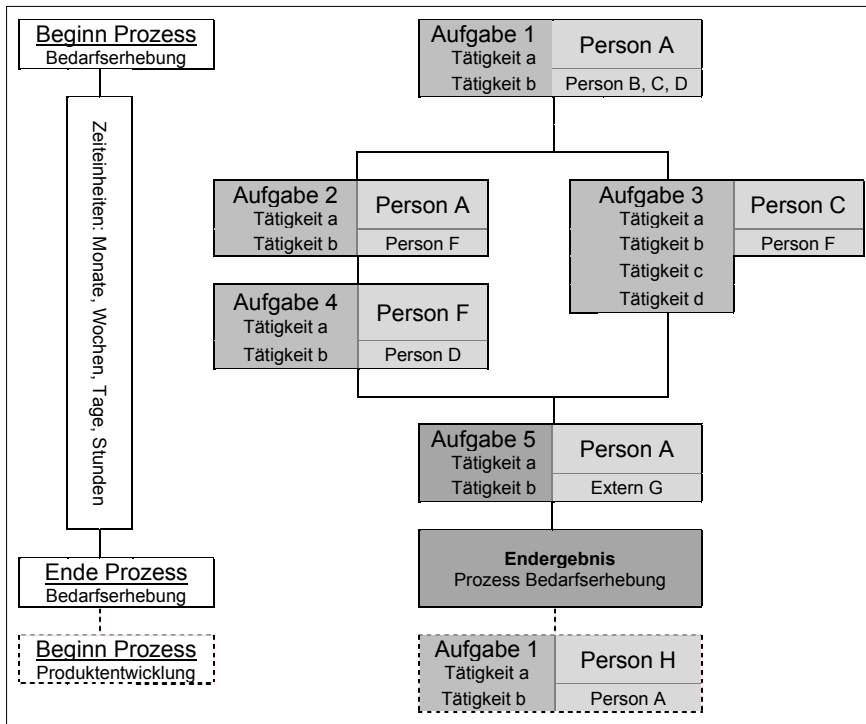 Beginn Prozess
Bedarfserhebung
Zeiteinheiten: Monate, Wochen, Tage, Stunden
Ende Prozess
Bedarfserhebung
Beginn Prozess
Produktentwicklung
Aufgabe 1
Tätigkeit a
Tätigkeit b
Person A
Person B, C, D
Aufgabe 2
Tätigkeit a
Tätigkeit b
Person A
Person F
Aufgabe 3
Tätigkeit a
Tätigkeit b
Tätigkeit c
Tätigkeit d
Person C
Person F
Aufgabe 4
Tätigkeit a
Tätigkeit b
Person F
Person D
Aufgabe 5
Tätigkeit a
Tätigkeit b
Person A
Extern G
Endergebnis
Prozess Bedarfserhebung
Aufgabe 1
Tätigkeit a
Tätigkeit b
Person H
Person A